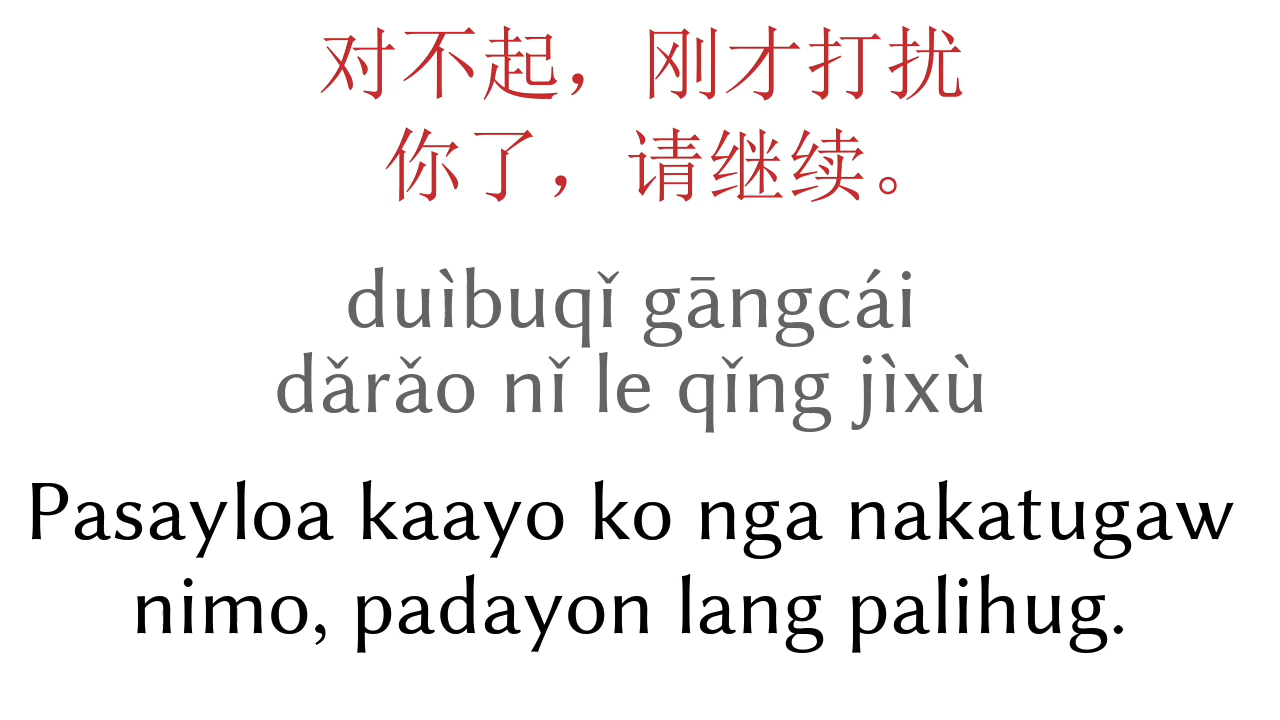 对不起，刚才打扰
你了，请继续。
duìbuqǐ gāngcái
dǎrǎo nǐ le qǐng jìxù
Pasayloa kaayo ko nga nakatugaw
nimo, padayon lang palihug.